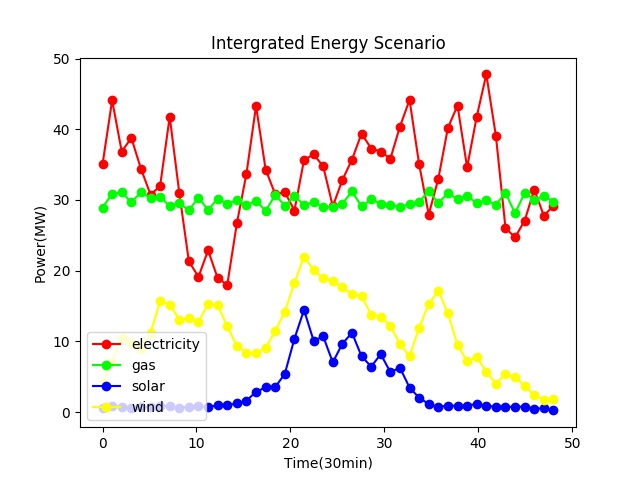 Intergrated Energy Scenario
Power(MW)
50
40
30
20
10
0
electricity
gas
solar
wind
0 10 20 30 40 50
Time(30min)